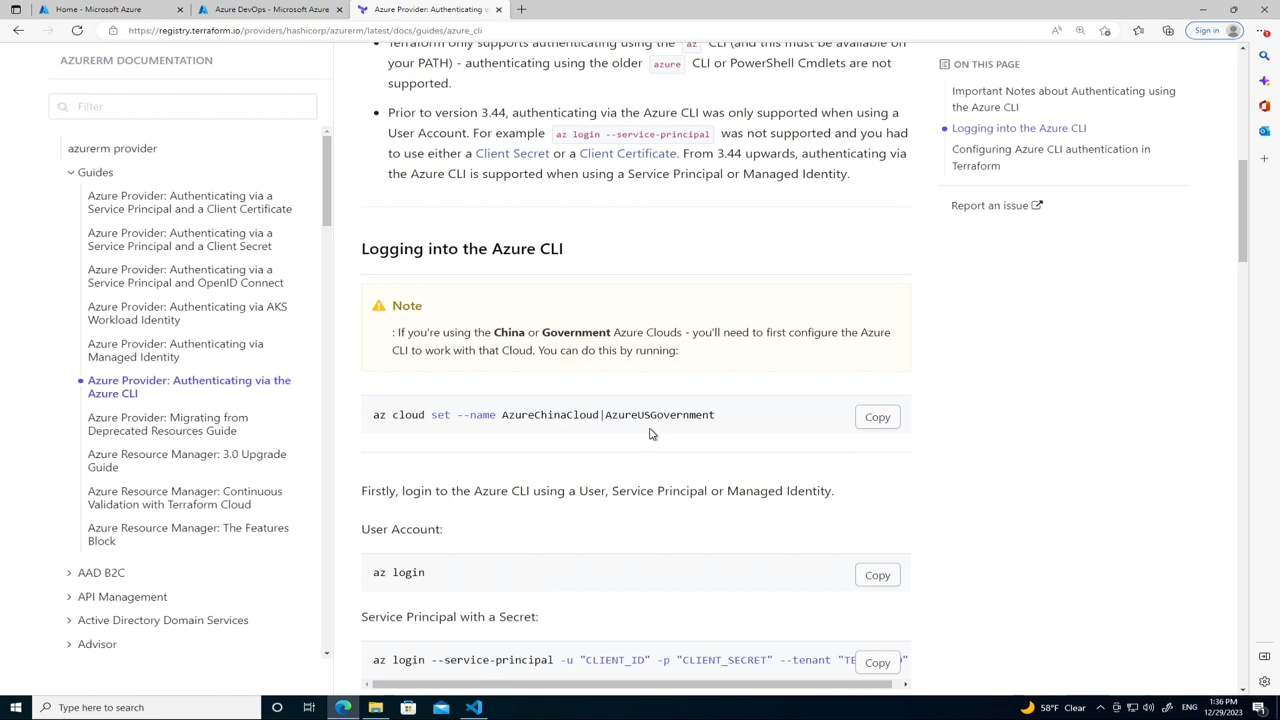 Home - Microsoft Azure
Azure DevOps - Microsoft Azure
Azure Provider: Authenticating v
https://registry.terraform.io/providers/hashicorp/azurerm/latest/docs/guides/azure_cli
Sign in
AZURERM DOCUMENTATION
Filter
azurerm provider
Guides
Azure Provider: Authenticating via a
Service Principal and a Client Certificate
Azure Provider: Authenticating via a
Service Principal and a Client Secret
Azure Provider: Authenticating via a
Service Principal and OpenID Connect
Azure Provider: Authenticating via AKS
Workload Identity
Azure Provider: Authenticating via
Managed Identity
Azure Provider: Authenticating via the
Azure CLI
Azure Provider: Migrating from
Deprecated Resources Guide
Azure Resource Manager: 3.0 Upgrade
Guide
Azure Resource Manager: Continuous
Validation with Terraform Cloud
Azure Resource Manager: The Features
Block
AAD B2C
API Management
Active Directory Domain Services
Advisor
Terraform only supports authenticating using the az CLI (and this must be available on
your PATH) - authenticating using the older azure CLI or PowerShell Cmdlets are not
supported.
Prior to version 3.44, authenticating via the Azure CLI was only supported when using a
User Account. For example az login --service-principal was not supported and you had
to use either a Client Secret or a Client Certificate. From 3.44 upwards, authenticating via
the Azure CLI is supported when using a Service Principal or Managed Identity.
Logging into the Azure CLI
Note
: If you're using the China or Government Azure Clouds - you'll need to first configure the Azure
CLI to work with that Cloud. You can do this by running:
az cloud set --name AzureChinaCloud|AzureUSGovernment
Copy
Firstly, login to the Azure CLI using a User, Service Principal or Managed Identity.
User Account:
az login
Copy
Service Principal with a Secret:
az login --service-principal -u "CLIENT_ID" -p "CLIENT_SECRET" --tenant "TE
Copy
ON THIS PAGE
Important Notes about Authenticating using
the Azure CLI
Logging into the Azure CLI
Configuring Azure CLI authentication in
Terraform
Report an issue
Type here to search
58°F Clear
ENG
1:36 PM
12/29/2023